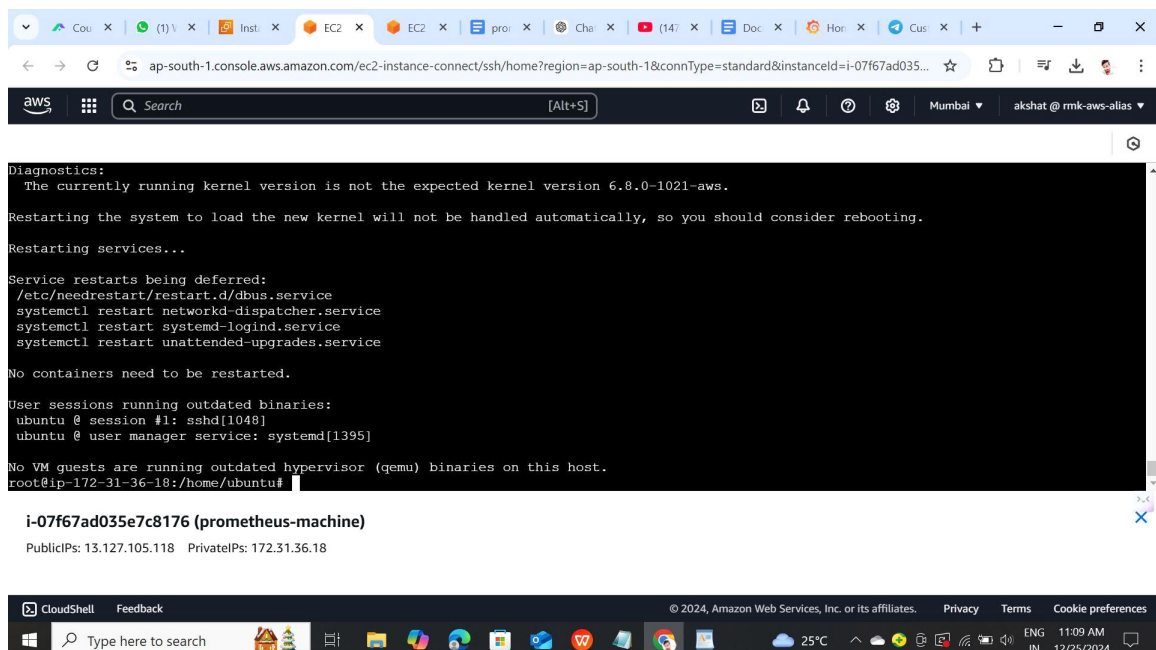 Cou
(1)
Inst
EC2
EC2
pro
Cha
(147
Doc
Hon
Cus
ap-south-1.console.aws.amazon.com/ec2-instance-connect/ssh/home?region=ap-south-1&connType=standard&instanceId=i-07f67ad035...
aws
Search
[Alt+S]
Mumbai
akshat @ rmk-aws-alias
Diagnostics:
The currently running kernel version is not the expected kernel version 6.8.0-1021-aws.
Restarting the system to load the new kernel will not be handled automatically, so you should consider rebooting.
Restarting services...
Service restarts being deferred:
/etc/needrestart/restart.d/dbus.service
systemctl restart networkd-dispatcher.service
systemctl restart systemd-logind.service
systemctl restart unattended-upgrades.service
No containers need to be restarted.
User sessions running outdated binaries:
ubuntu @ session #1: sshd[1048]
ubuntu @ user manager service: systemd[1395]
No VM guests are running outdated hypervisor (qemu) binaries on this host.
root@ip-172-31-36-18:/home/ubuntu#
i-07f67ad035e7c8176 (prometheus-machine)
PublicIPs: 13.127.105.118 PrivateIPs: 172.31.36.18
CloudShell Feedback
© 2024, Amazon Web Services, Inc. or its affiliates. Privacy Terms Cookie preferences
Type here to search
25°C
ENG
IN
11:09 AM
12/25/2024